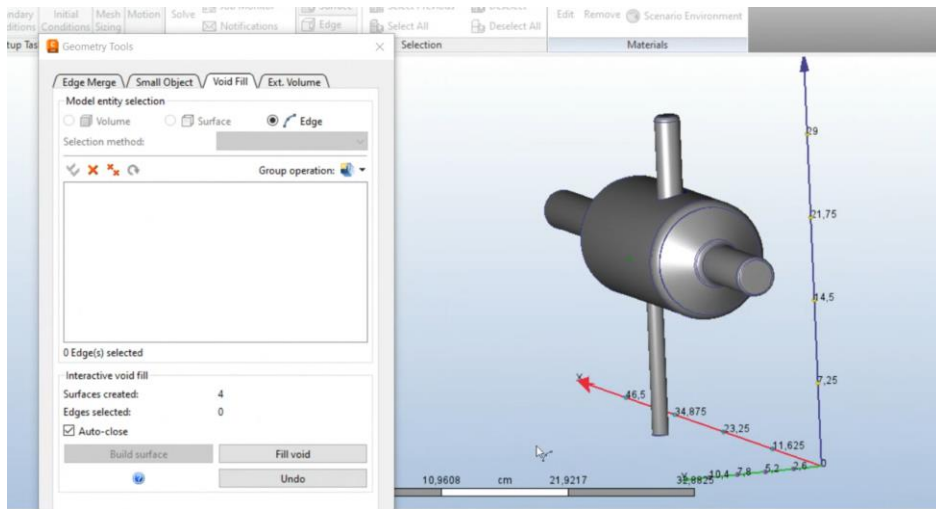 Initial Mesh Motion Solve
Conditions Sizing Notifications Edge Select All Deselect All Edit Remove Scenario Environment
Selection Materials
Geometry Tools
Edge Merge Small Object Void Fill Ext. Volume
Model entity selection
Volume Surface Edge
Selection method:
Group operation:
0 Edge(s) selected
Interactive void fill
Surfaces created: 4
Edges selected: 0
Auto-close
Build surface Fill void
Undo
29
21,75
14,5
7,25
X
46,5
34,875
23,25
11,625
10,4 7,8 5,2 2,6 0
10,9608 cm 21,9217